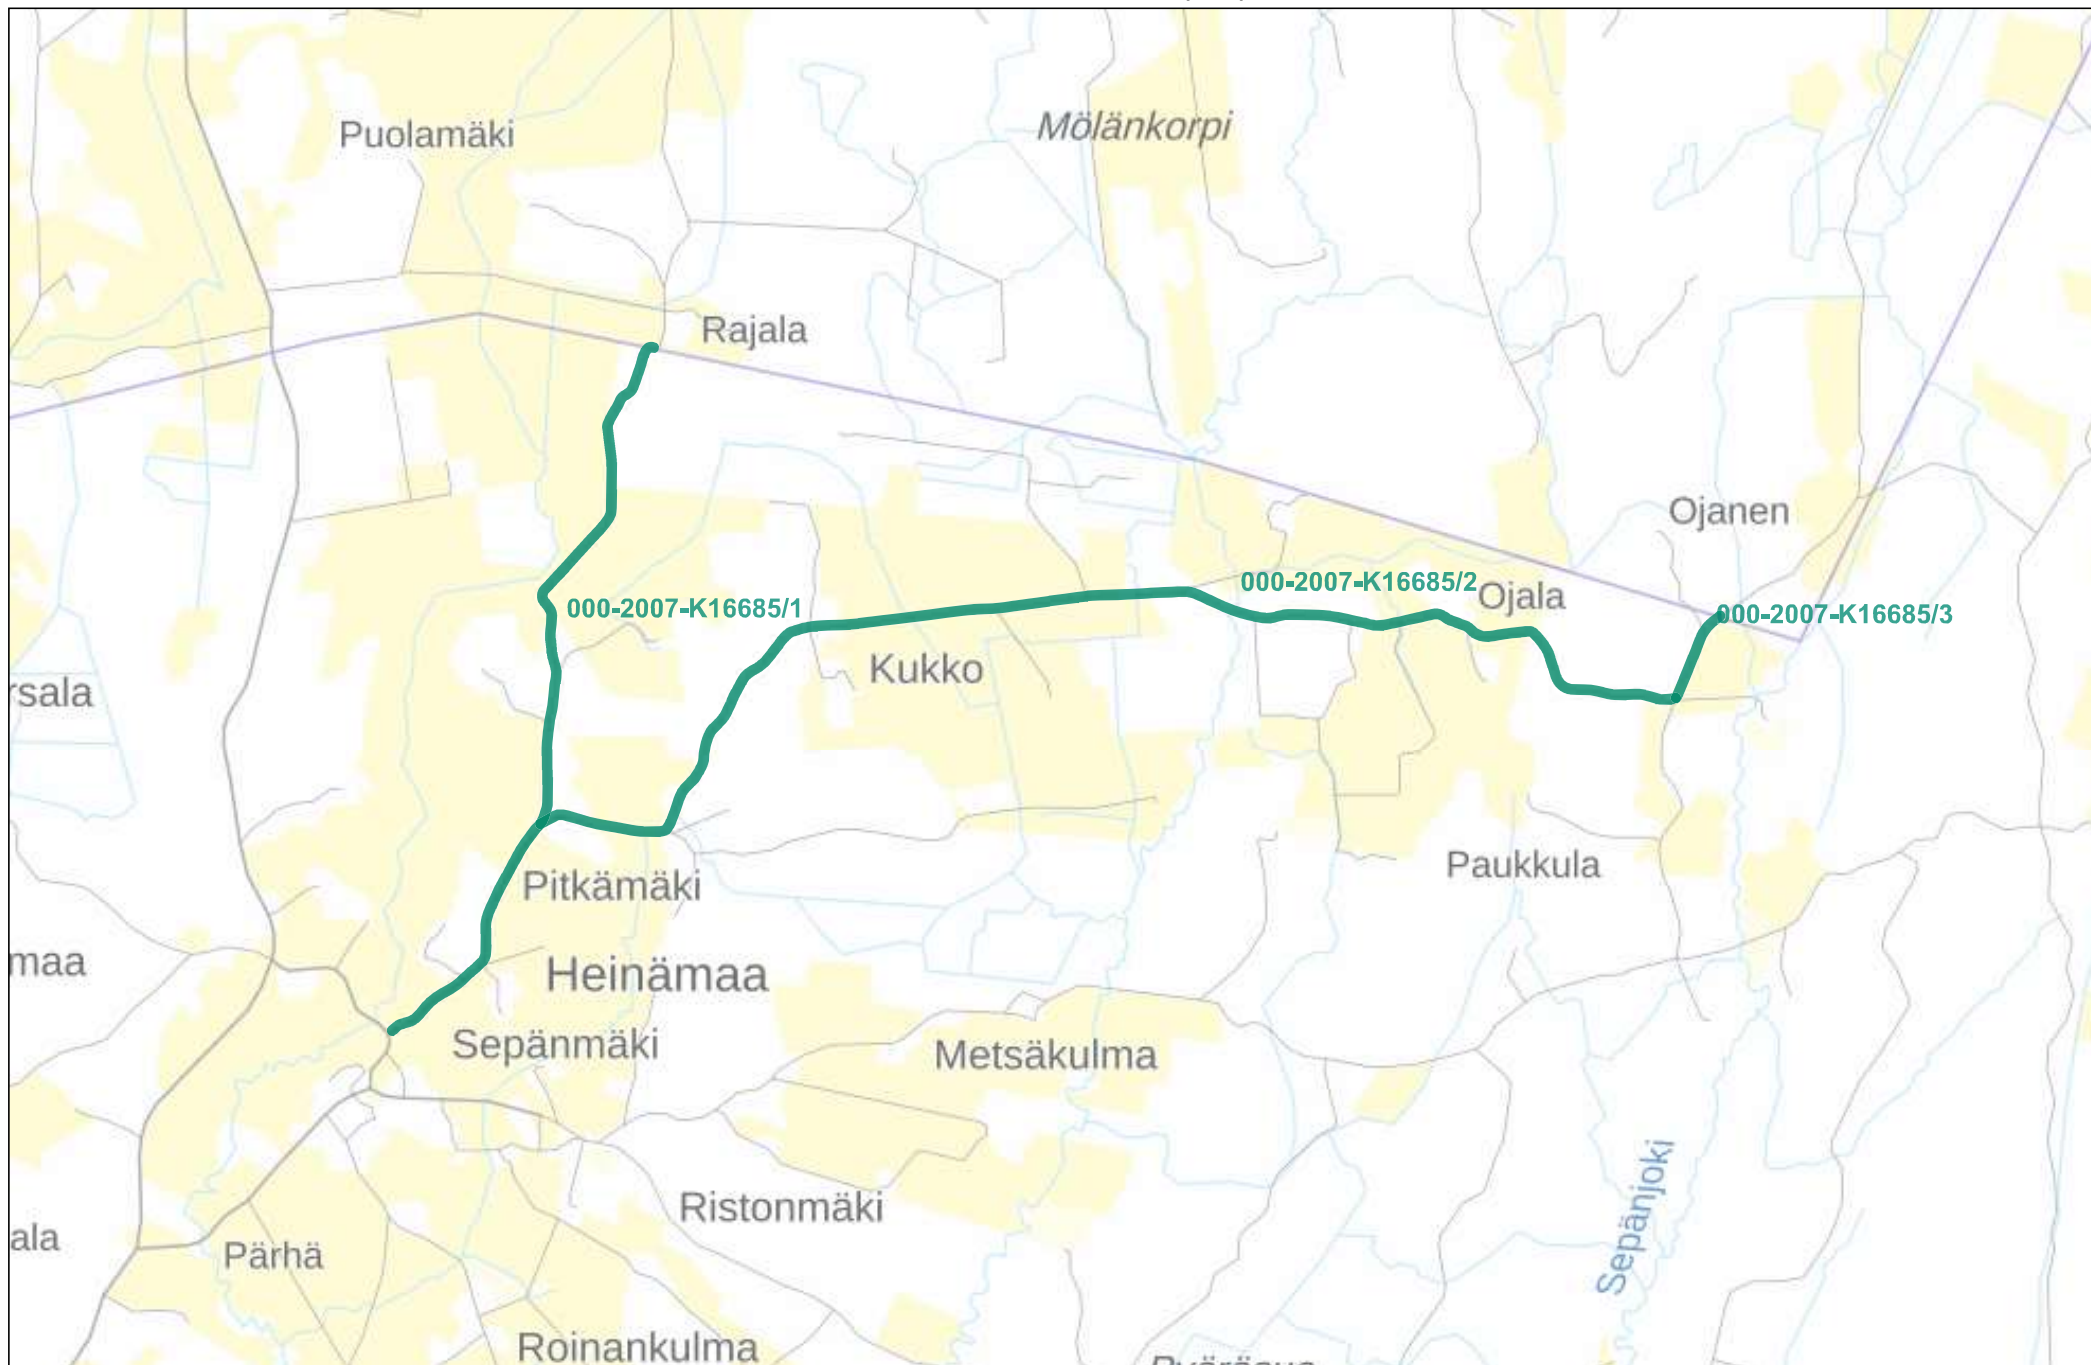 Puolamäki
Mölänkorpi
Rajala
Ojanen
000-2007-K16685/2
Ojala
000-2007-K16685/1
000-2007-K16685/3
Kukko
rsala
Paukkula
Pitkämäki
maa
Heinämaa
Sepänmäki
Metsäkulma
Sepänjoki
Ristonmäki
ala
Pärhä
Roinankulma